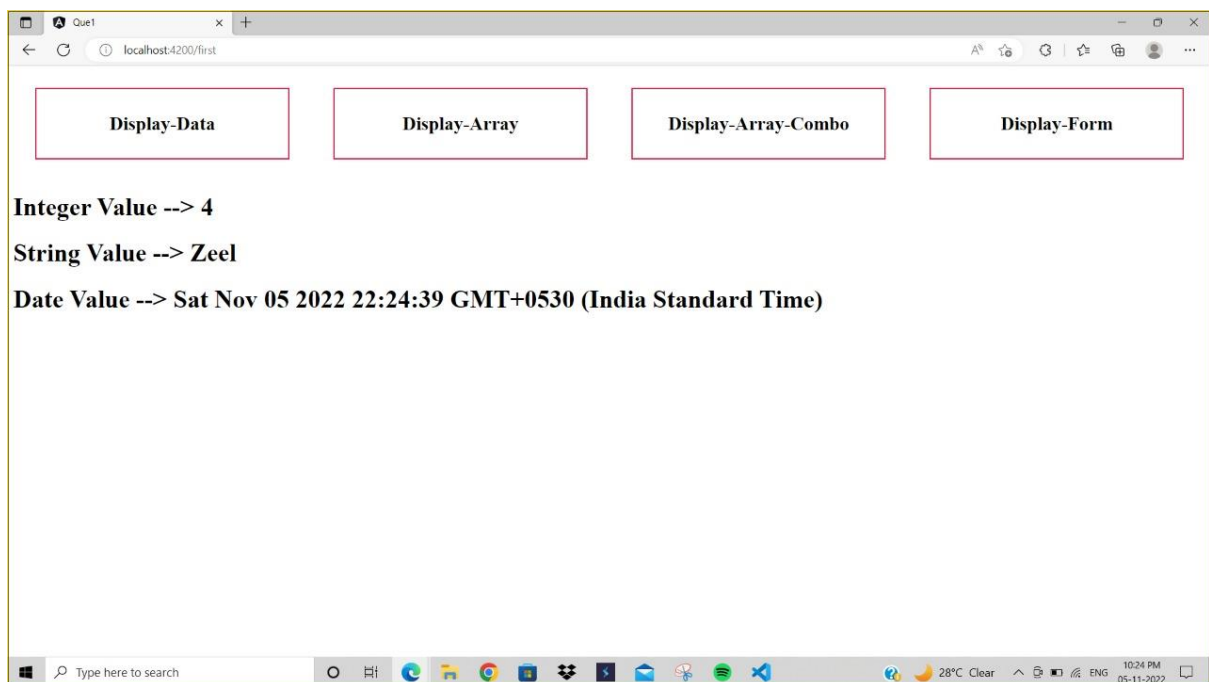 Que1
localhost:4200/first
Display-Data
Display-Array
Display-Array-Combo
Display-Form
Integer Value --> 4
String Value --> Zeel
Date Value --> Sat Nov 05 2022 22:24:39 GMT+0530 (India Standard Time)
Type here to search
28°C Clear
ENG
10:24 PM
05-11-2022